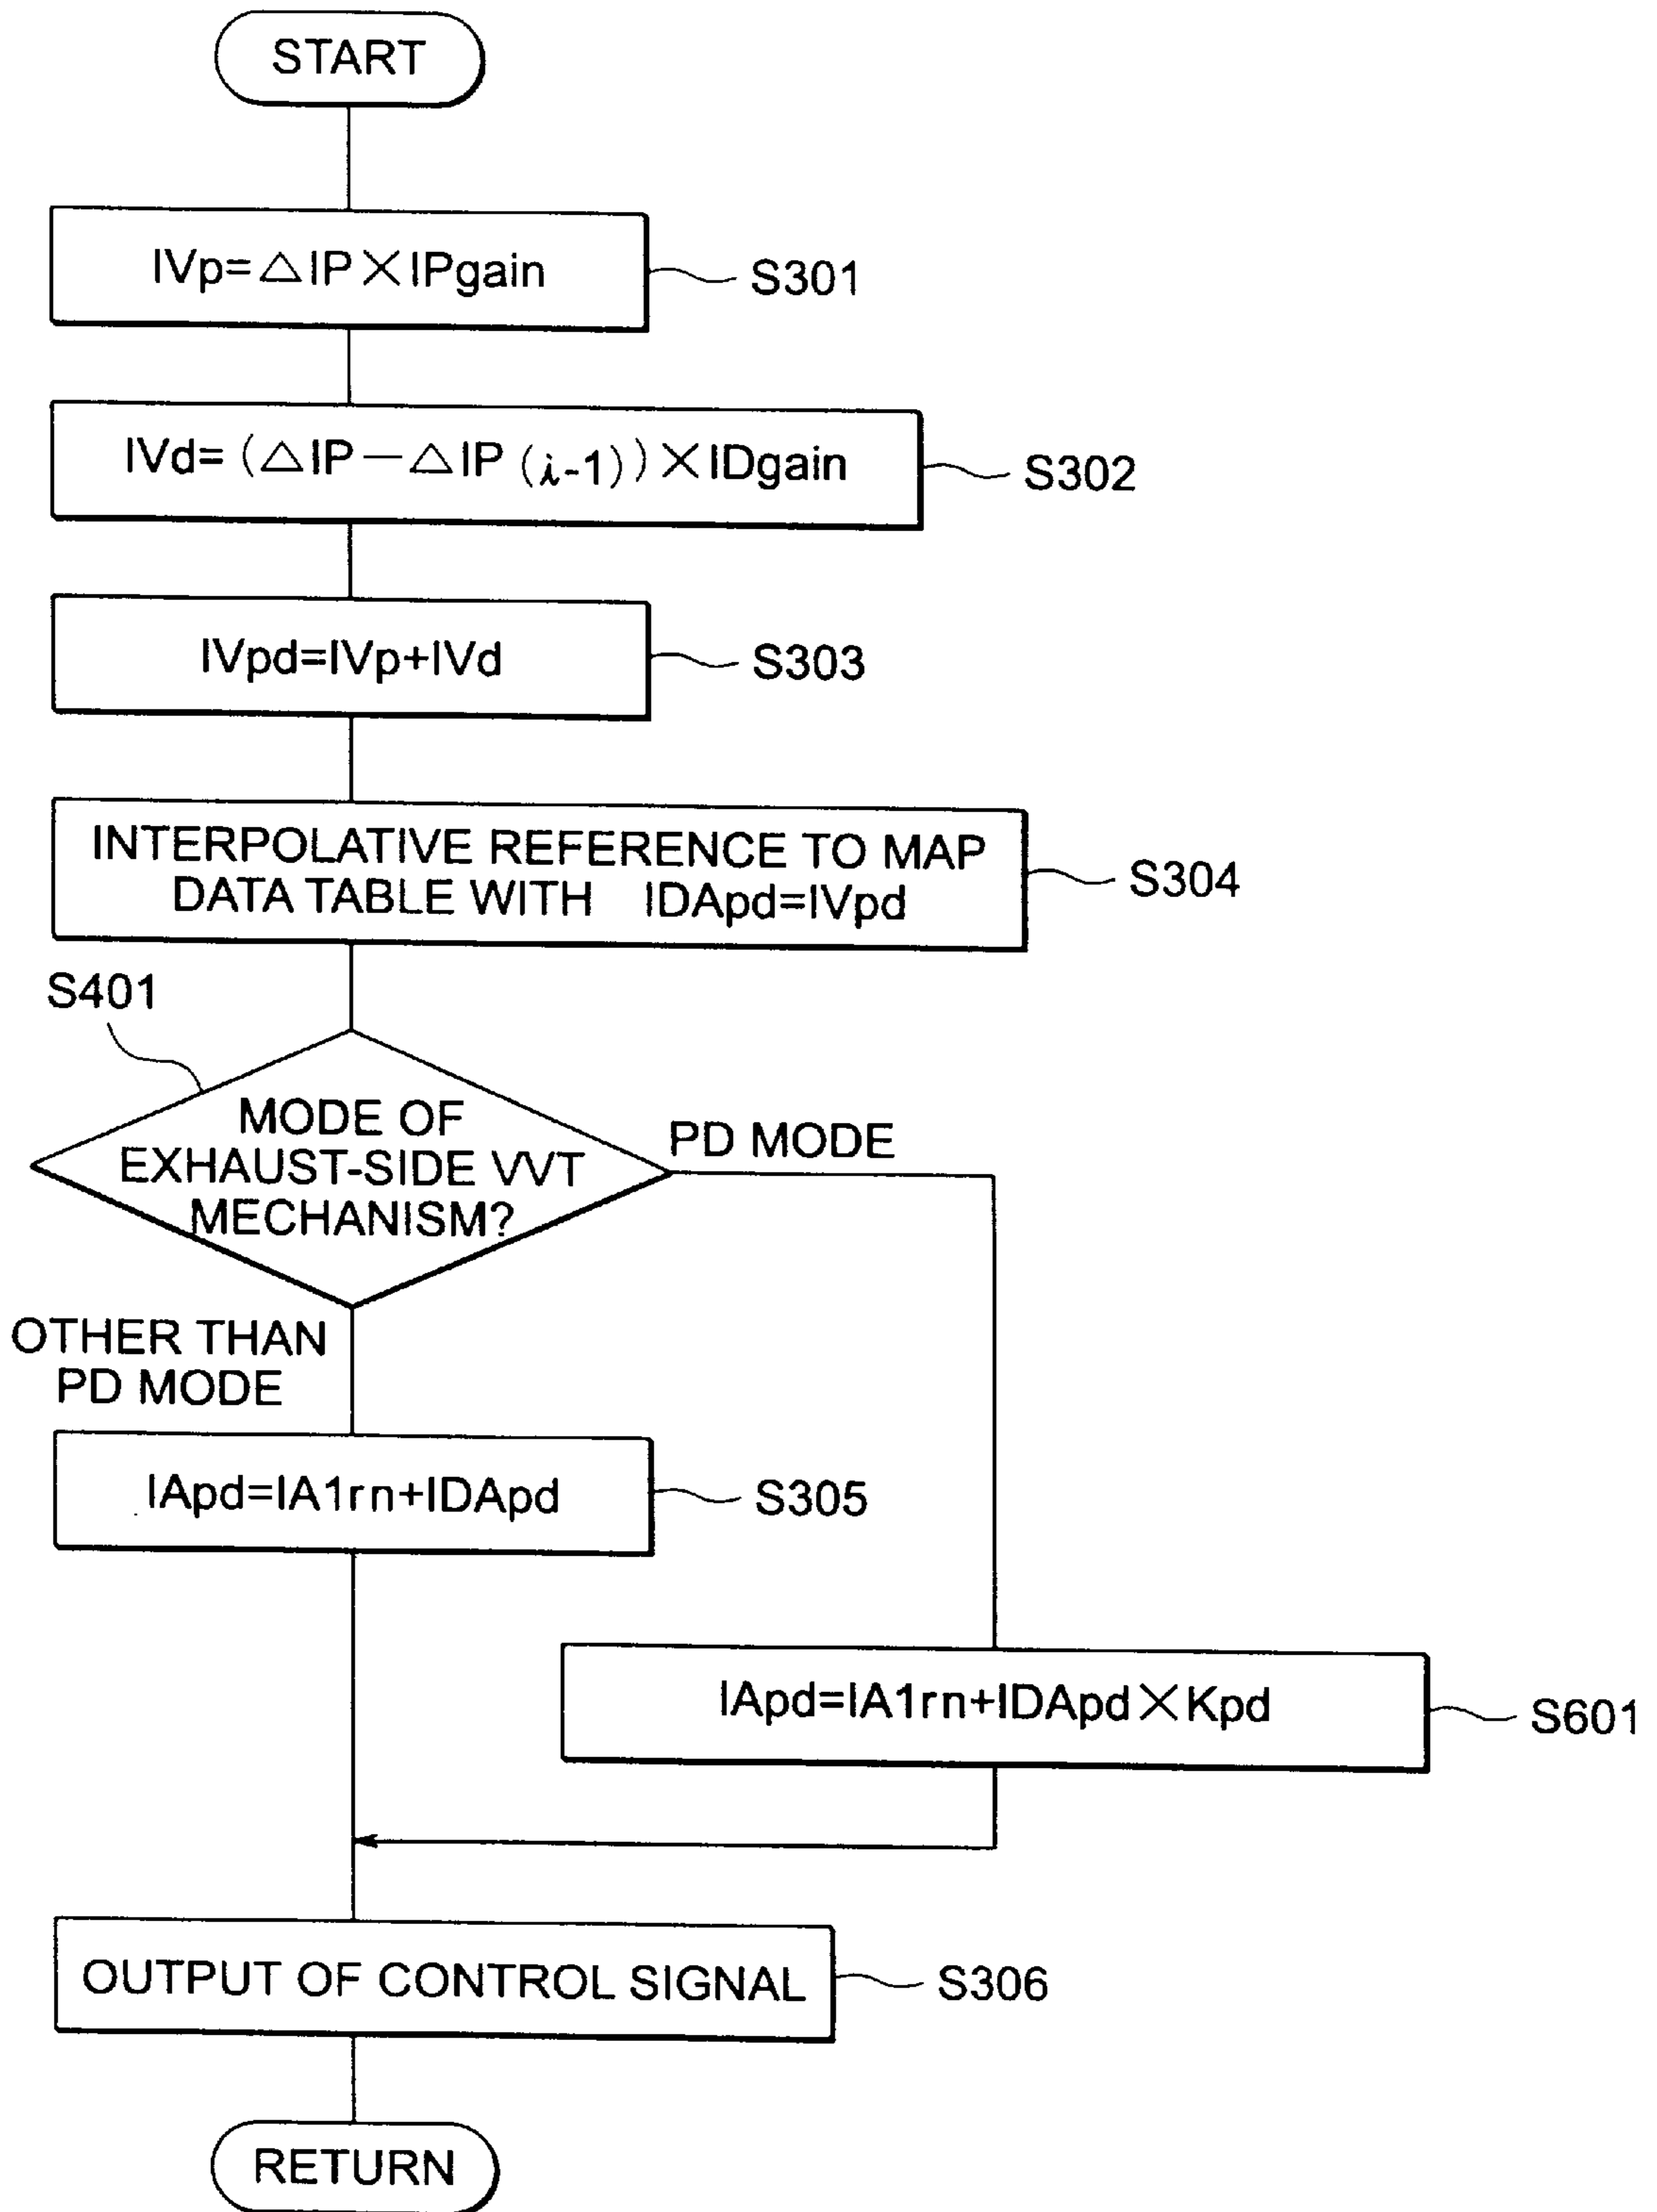 START
IVp=△IP×IPgain
S301
IVd=(△IP−△IP(i-1))×IDgain
S302
IVpd=IVp+IVd
S303
INTERPOLATIVE REFERENCE TO MAP
DATA TABLE WITH IDApd=IVpd
S304
S401
MODE OF
EXHAUST-SIDE VVT
MECHANISM?
PD MODE
OTHER THAN
PD MODE
IApd=IA1rn+IDApd
S305
IApd=IA1rn+IDApd×Kpd
S601
OUTPUT OF CONTROL SIGNAL
S306
RETURN